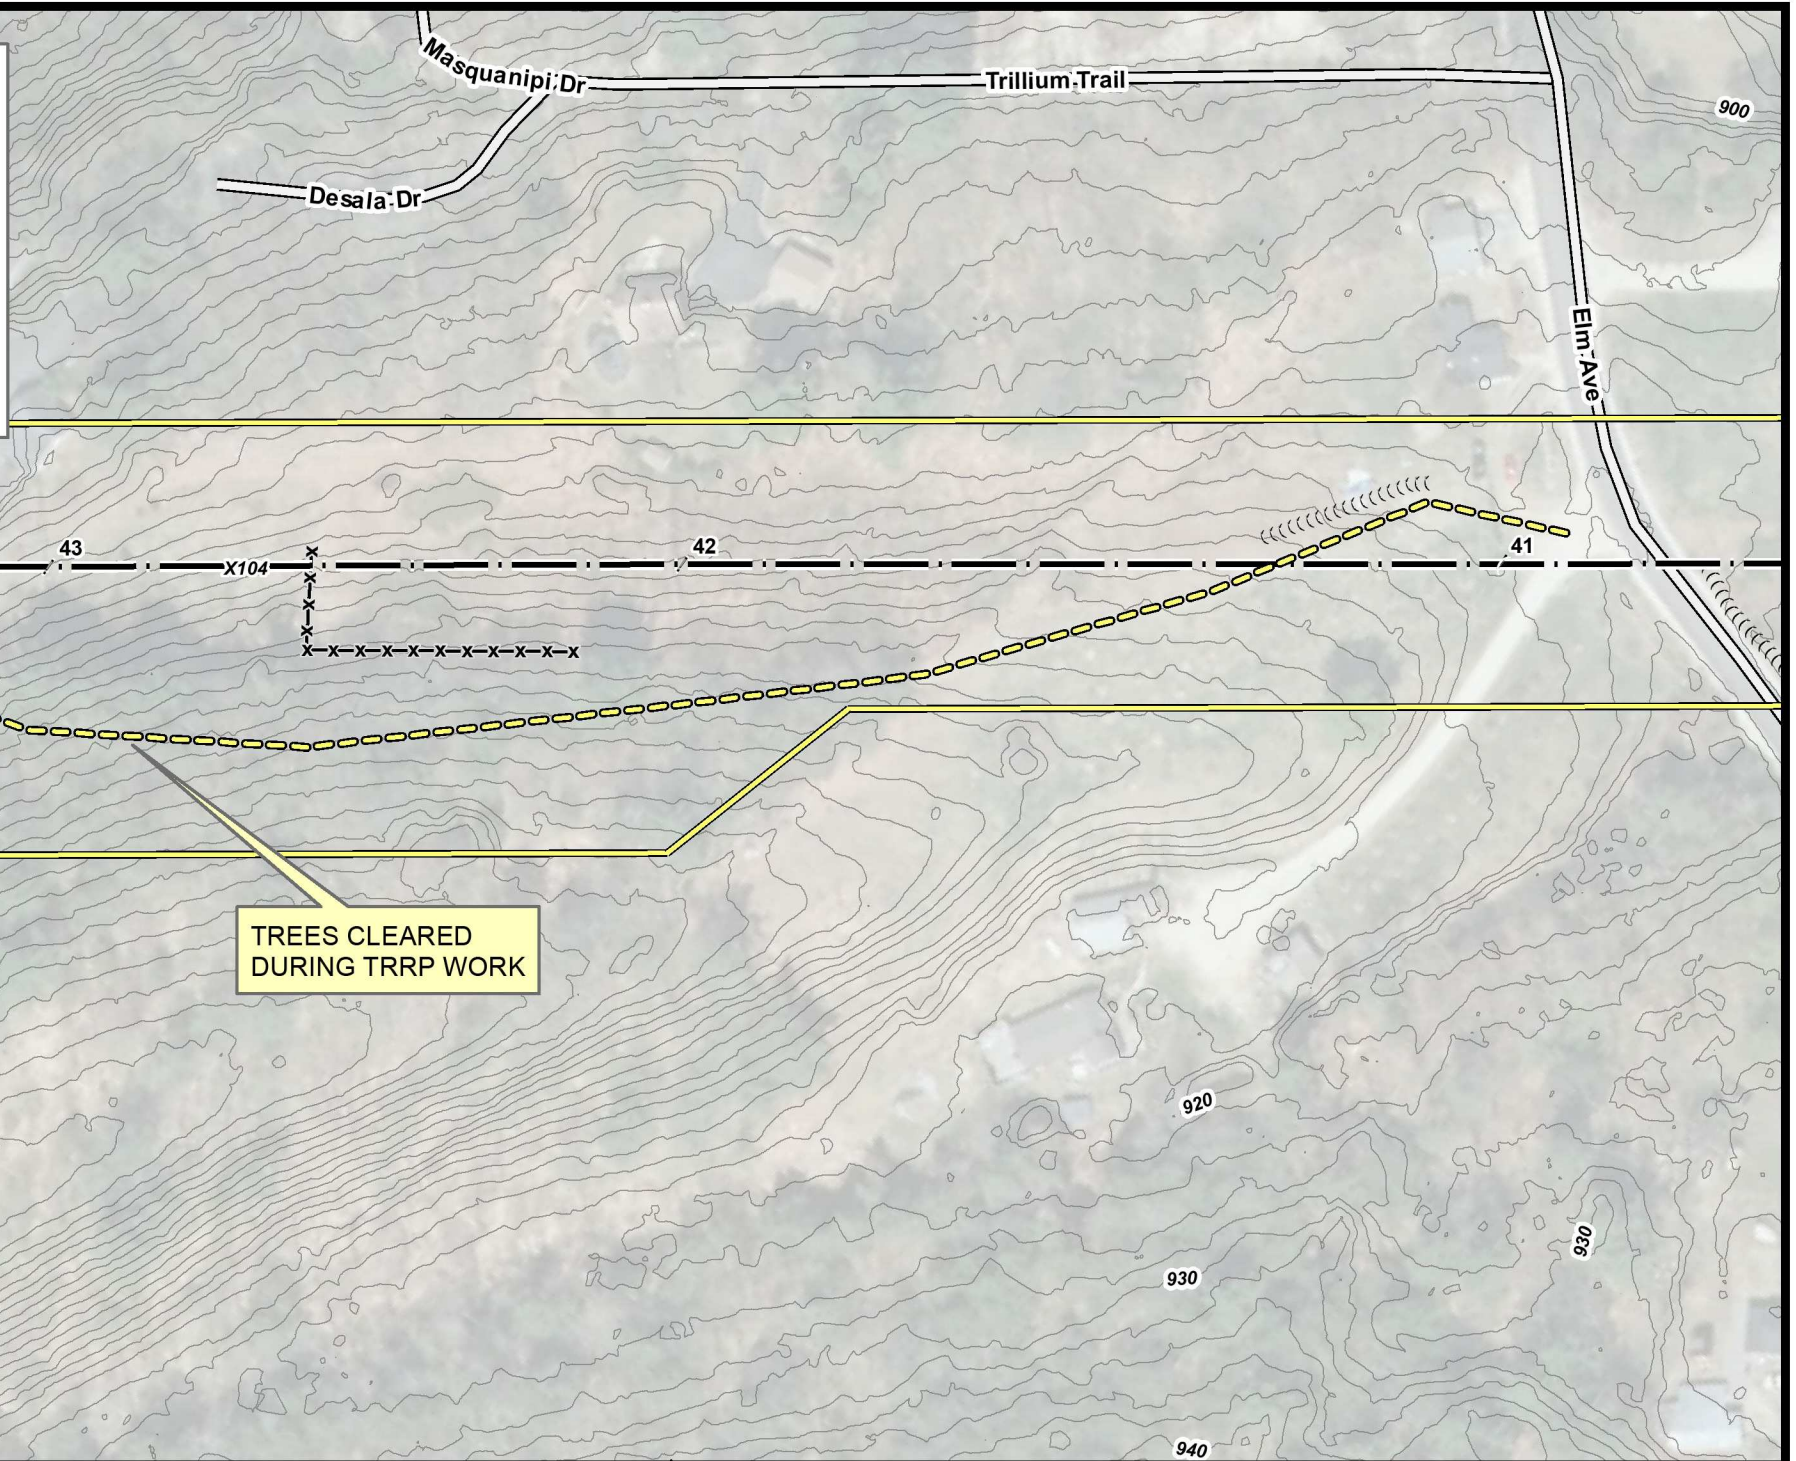 Masquanipi Dr
Trillium Trail
900
Desala Dr
Elm Ave
43
42
41
X104
TREES CLEARED
DURING TRRP WORK
920
930
930
940